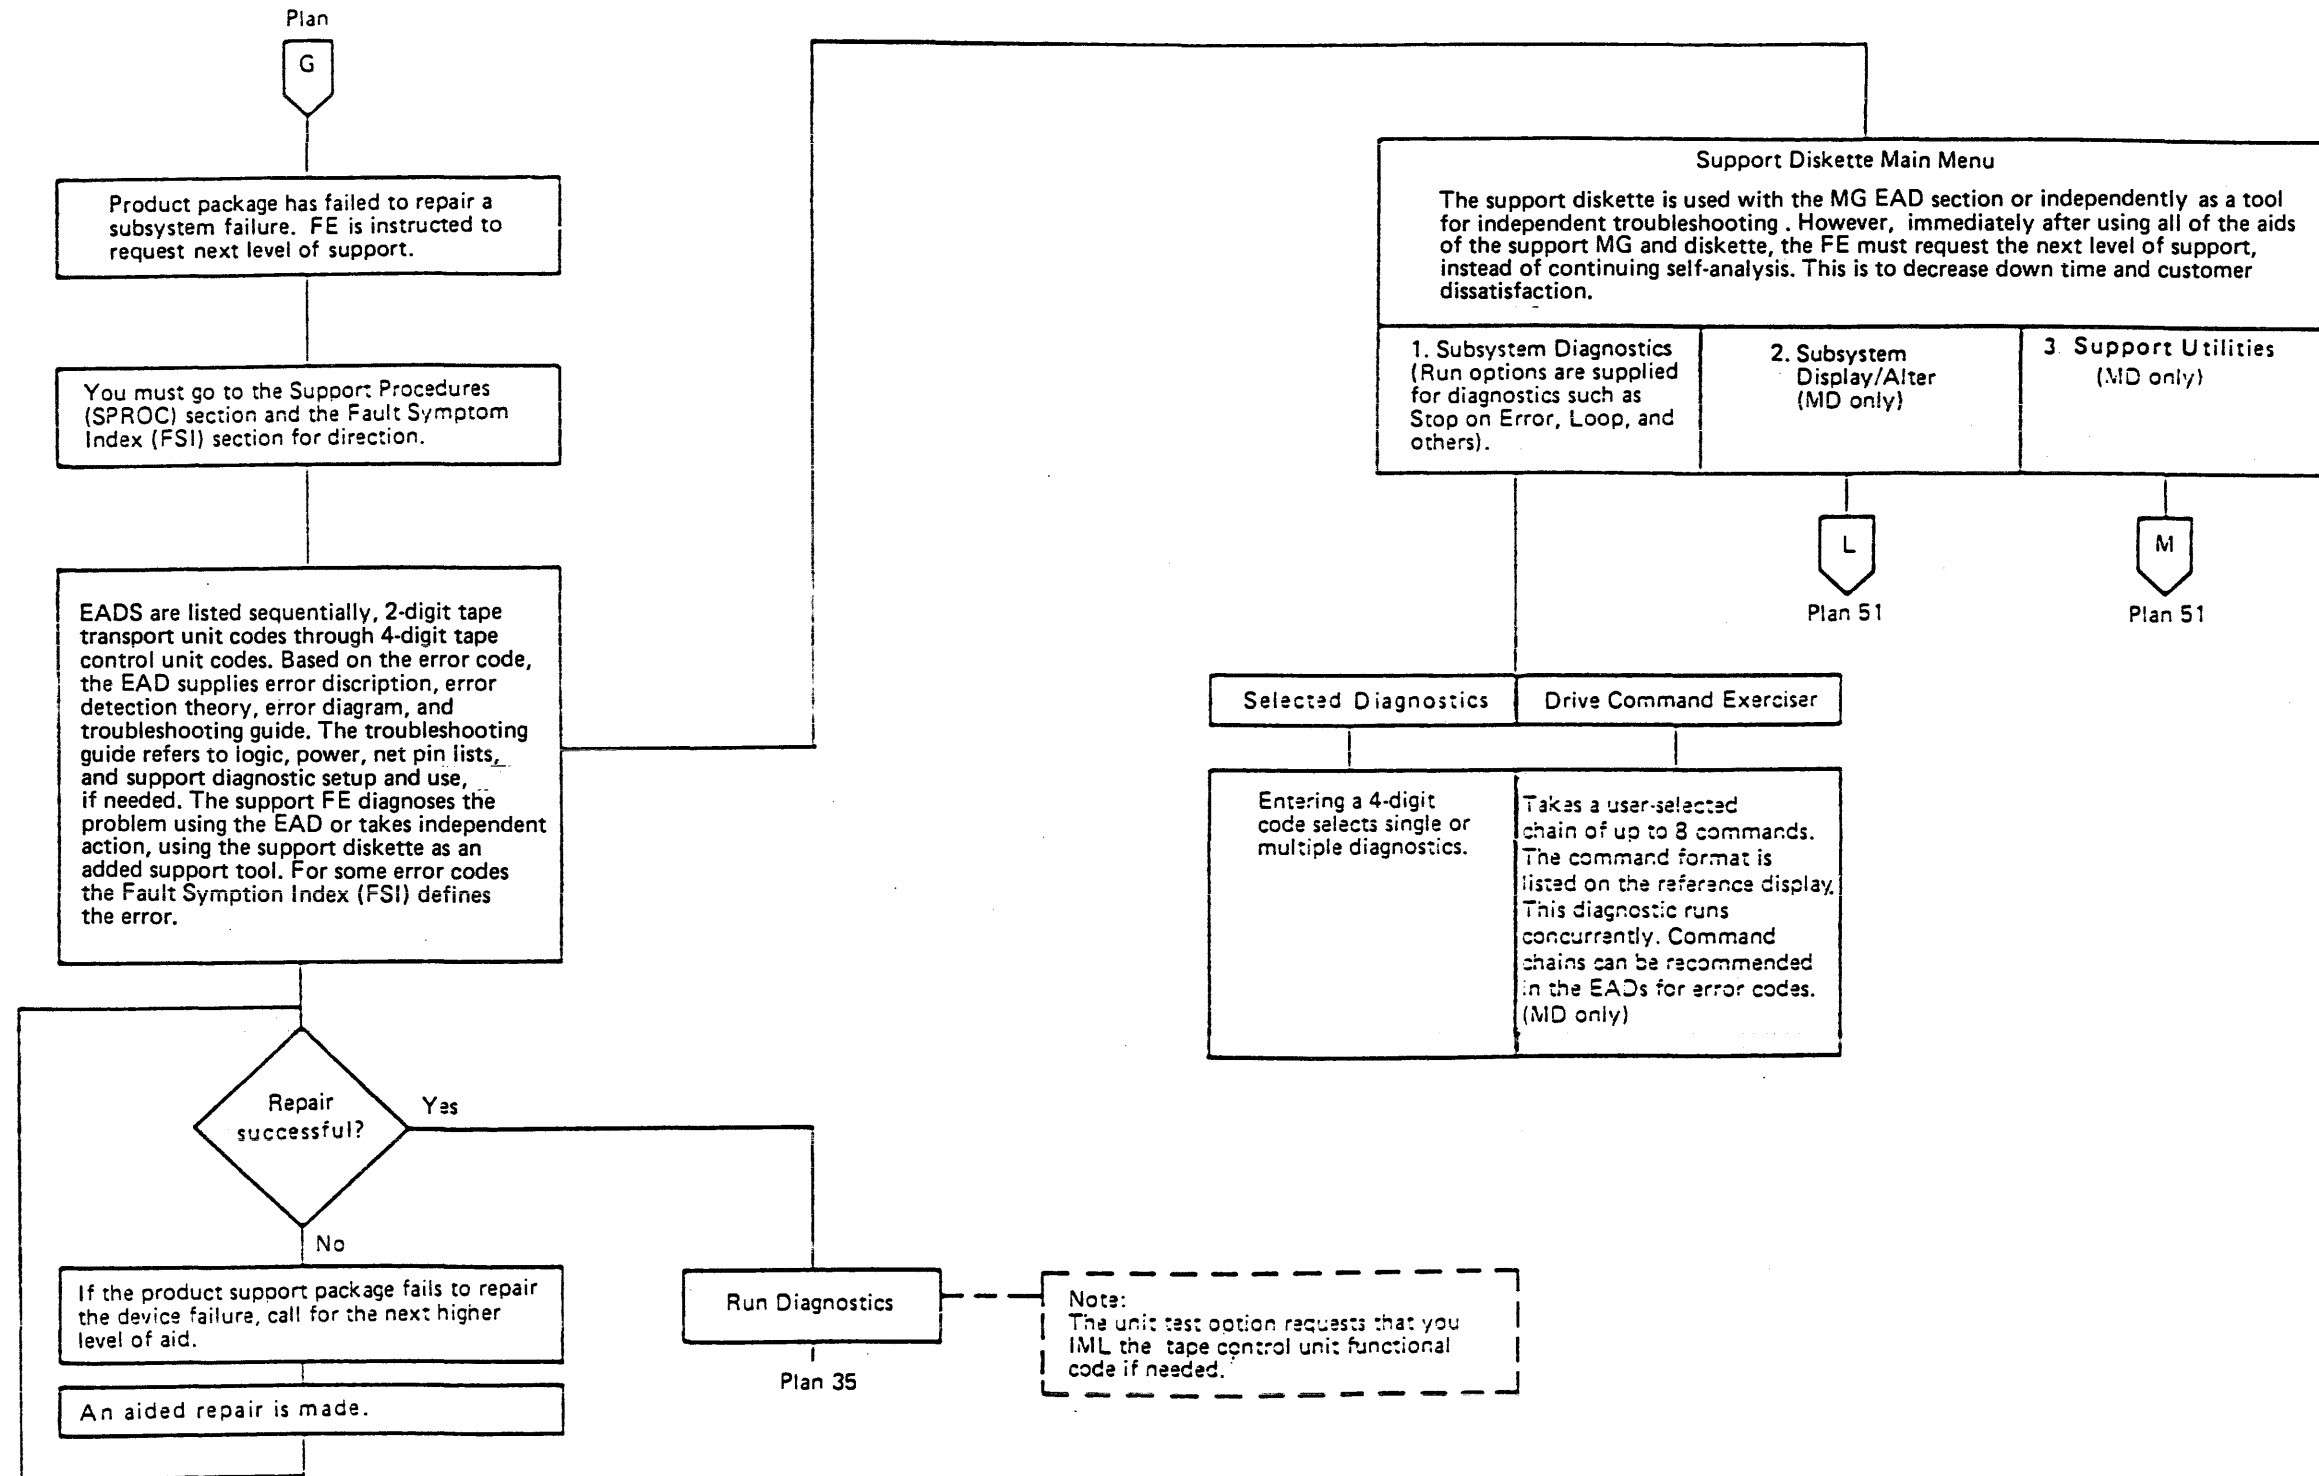 Plan
G
Product package has failed to repair a
subsystem failure. FE is instructed to
request next level of support.
You must go to the Support Procedures
(SPROC) section and the Fault Symptom
Index (FSI) section for direction.
EADS are listed sequentially, 2-digit tape
transport unit codes through 4-digit tape
control unit codes. Based on the error code,
the EAD supplies error discription, error
detection theory, error diagram, and
troubleshooting guide. The troubleshooting
guide refers to logic, power, net pin lists,
and support diagnostic setup and use,
if needed. The support FE diagnoses the
problem using the EAD or takes independent
action, using the support diskette as an
added support tool. For some error codes
the Fault Symption Index (FSI) defines
the error.
Repair
successful?
Yes
No
If the product support package fails to repair
the device failure, call for the next higher
level of aid.
An aided repair is made.
Run Diagnostics
Plan 35
Note:
The unit test option requests that you
IML the tape control unit functional
code if needed.
Support Diskette Main Menu
The support diskette is used with the MG EAD section or independently as a tool
for independent troubleshooting . However, immediately after using all of the aids
of the support MG and diskette, the FE must request the next level of support,
instead of continuing self-analysis. This is to decrease down time and customer
dissatisfaction.
1. Subsystem Diagnostics
(Run options are supplied
for diagnostics such as
Stop on Error, Loop, and
others).
2. Subsystem
Display/Alter
(MD only)
3. Support Utilities
(MD only)
L
Plan 51
M
Plan 51
Selected Diagnostics
Drive Command Exerciser
Entering a 4-digit
code selects single or
multiple diagnostics.
Takes a user-selected
chain of up to 8 commands.
The command format is
listed on the reference display.
This diagnostic runs
concurrently. Command
chains can be recommended
in the EADs for error codes.
(MD only)